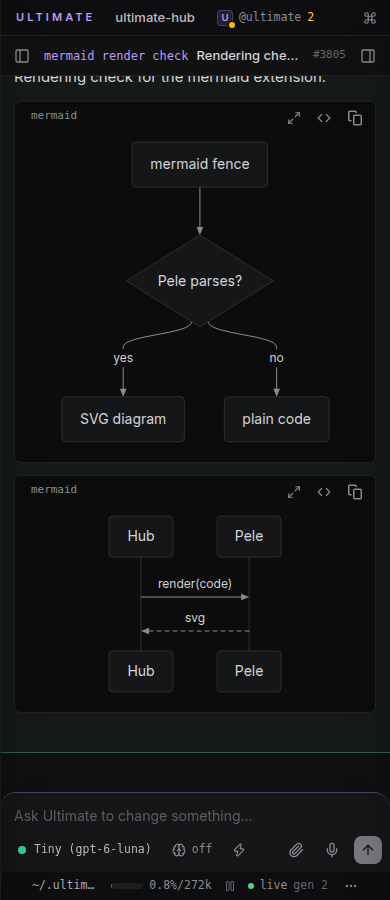 ULTIMATE ultimate-hub U @ultimate 2
mermaid render check Rendering che... #3805
Rendering check for the mermaid extension.
mermaid
mermaid fence
Pele parses?
yes no
SVG diagram plain code
mermaid
Hub Pele
render(code)
svg
Hub Pele
Ask Ultimate to change something...
Tiny (gpt-6-luna) off
~/.ultim… 0.8%/272k live gen 2